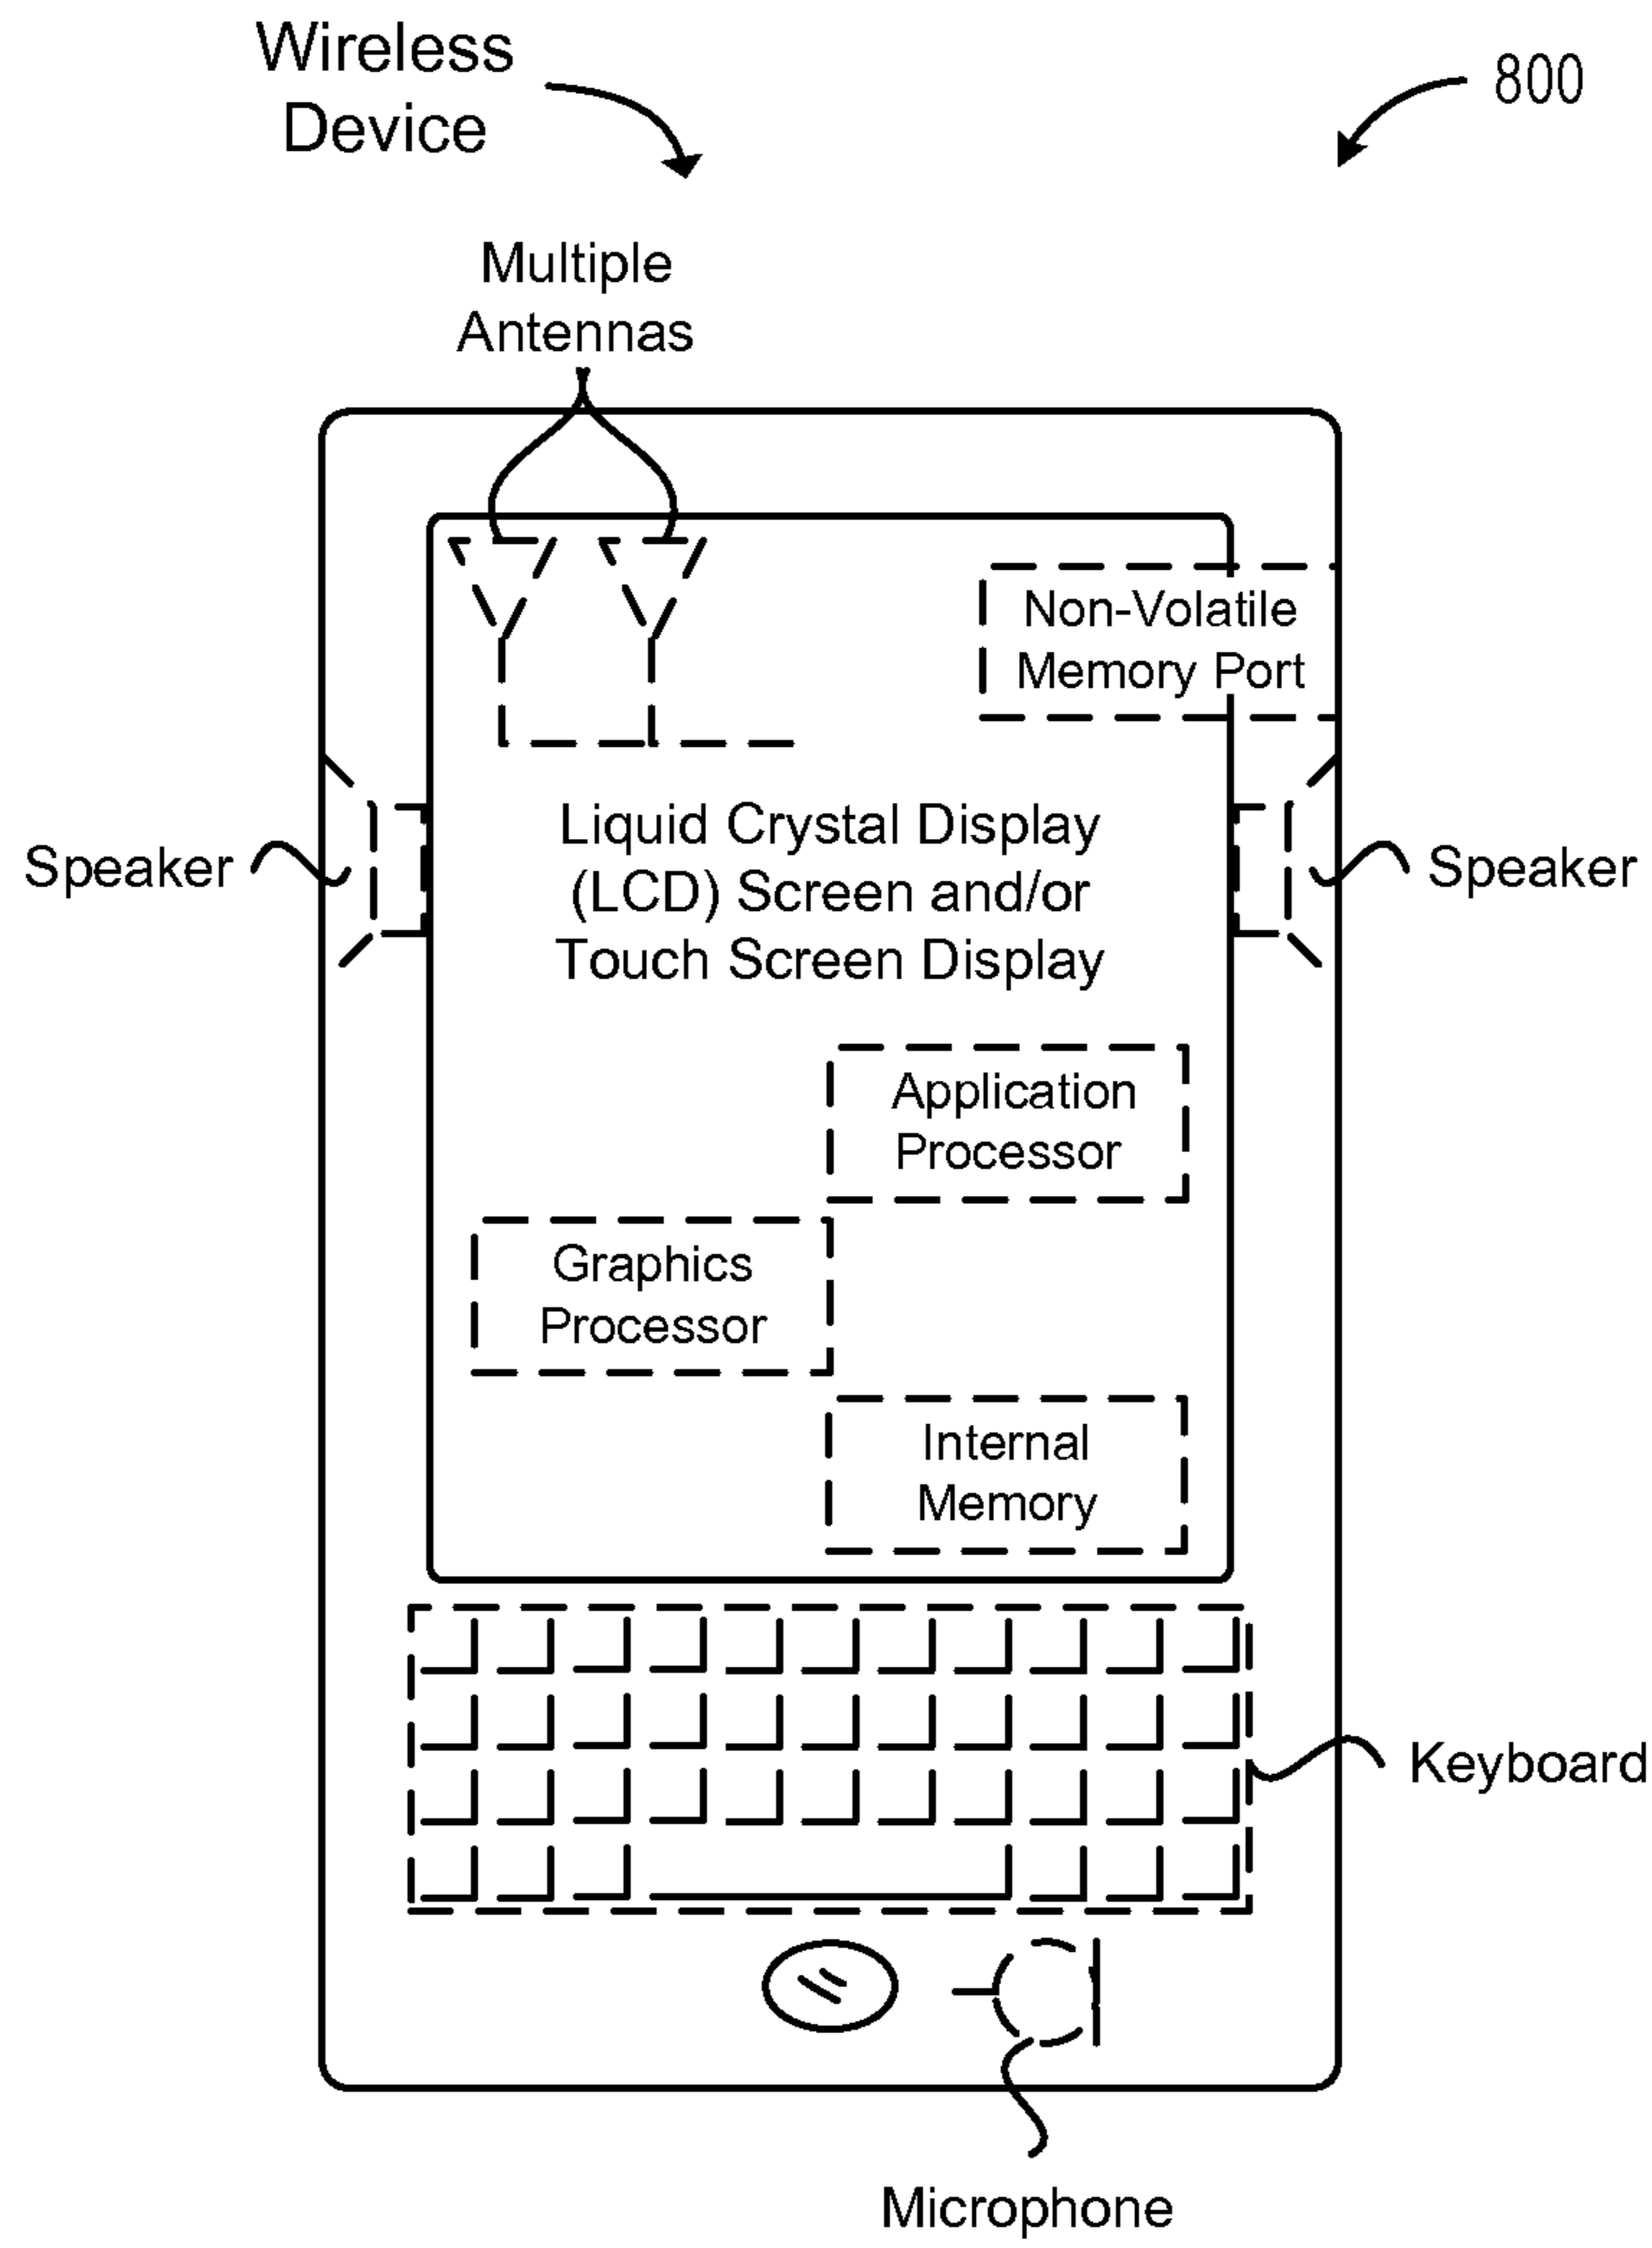 Wireless
Device
800
Multiple
Antennas
Non-Volatile
Memory Port
Liquid Crystal Display
(LCD) Screen and/or
Touch Screen Display
Speaker
Speaker
Application
Processor
Graphics
Processor
Internal
Memory
Keyboard
Microphone